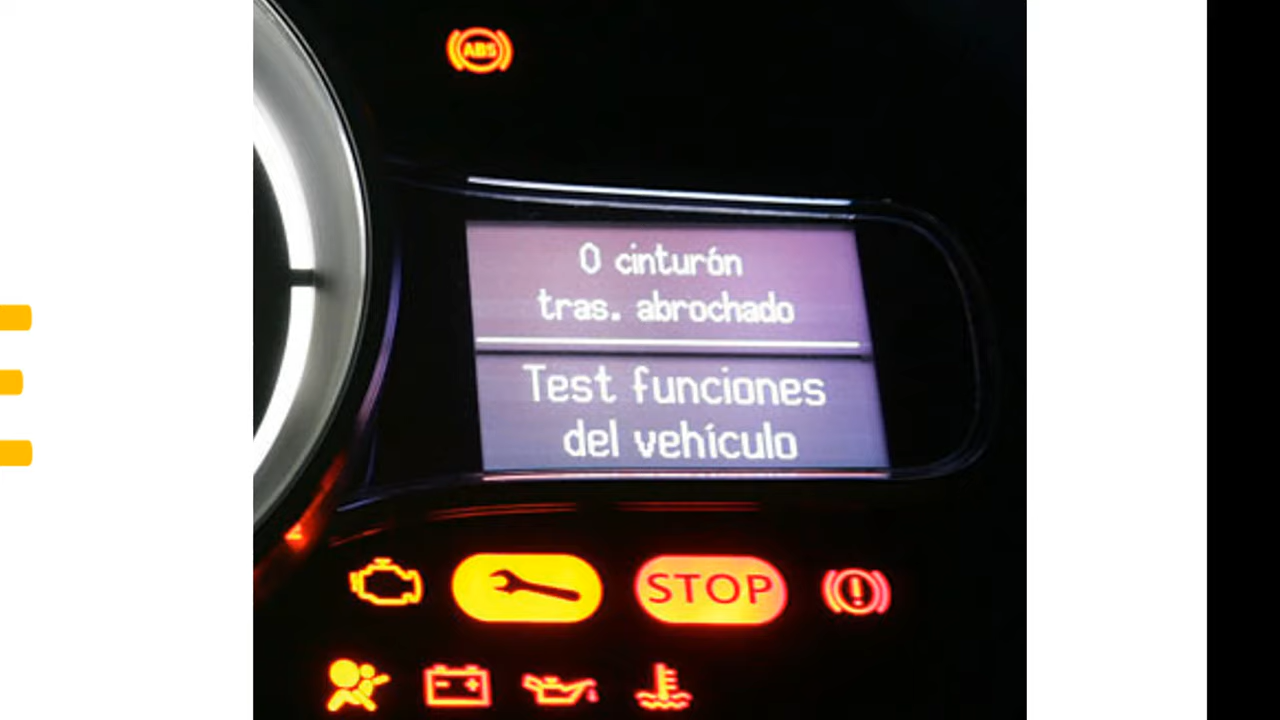 ABS
0 cinturón
tras. abrochado
Test funciones
del vehículo
STOP